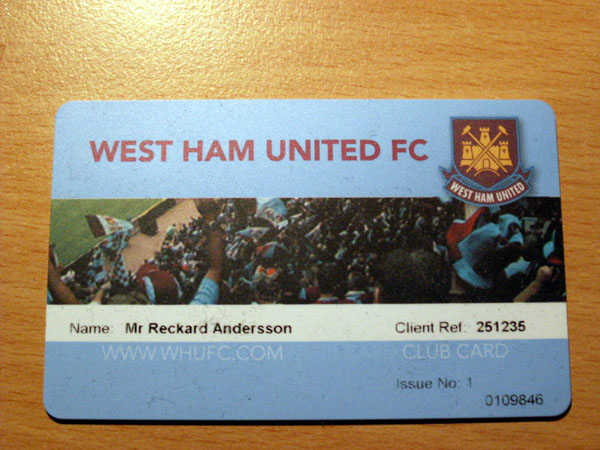 WEST HAM UNITED FC
WEST HAM UNITED
Name: Mr Reckard Andersson Client Ref: 251235
WWW.WHUFC.COM CLUB CARD
Issue No: 1
0109846